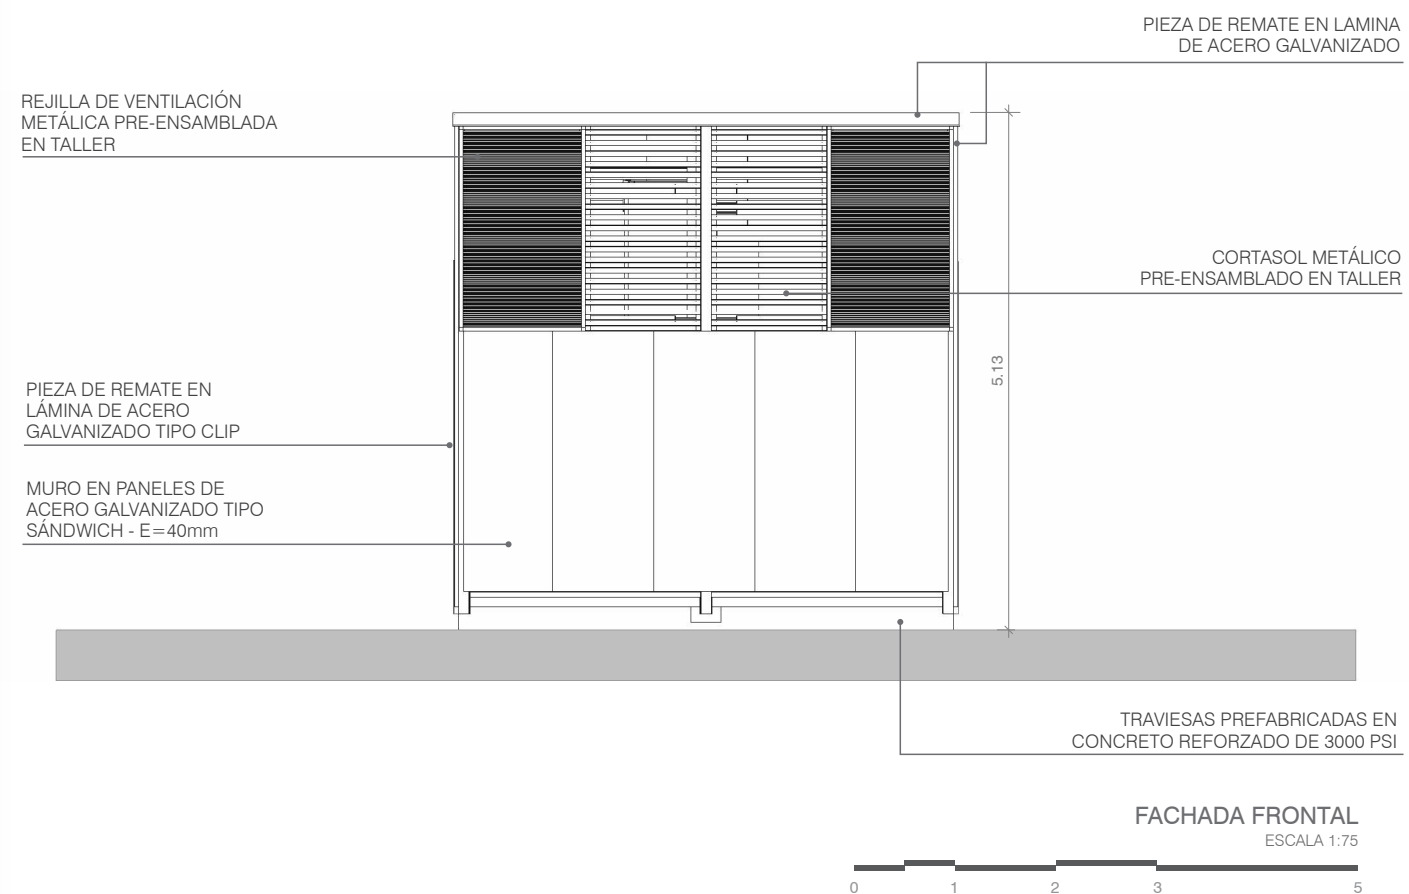 PIEZA DE REMATE EN LAMINA
DE ACERO GALVANIZADO
REJILLA DE VENTILACIÓN
METÁLICA PRE-ENSAMBLADA
EN TALLER
CORTASOL METÁLICO
PRE-ENSAMBLADO EN TALLER
5.13
PIEZA DE REMATE EN
LÁMINA DE ACERO
GALVANIZADO TIPO CLIP
MURO EN PANELES DE
ACERO GALVANIZADO TIPO
SÁNDWICH - E=40mm
TRAVIESAS PREFABRICADAS EN
CONCRETO REFORZADO DE 3000 PSI
FACHADA FRONTAL
ESCALA 1:75
0 1 2 3 5